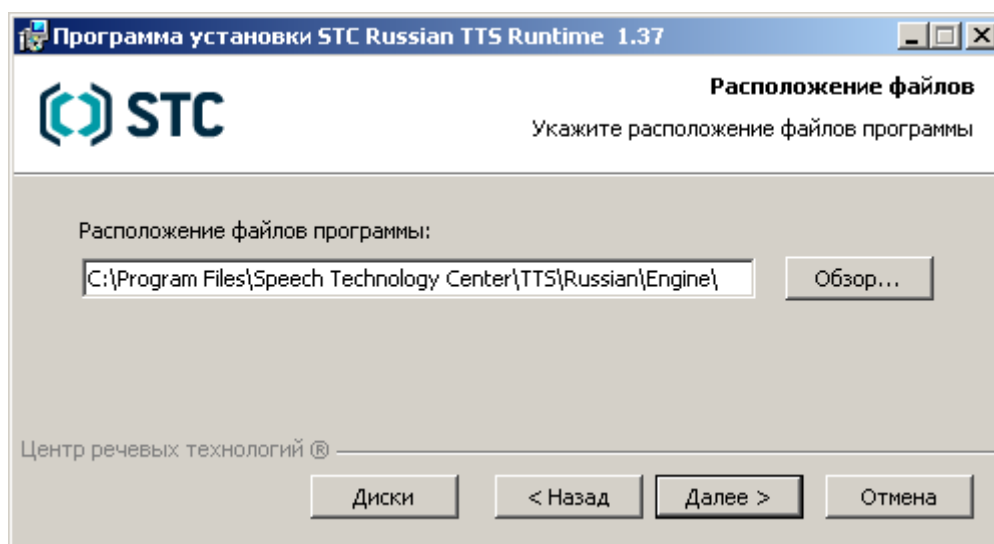 Программа установки STC Russian TTS Runtime 1.37
STC
Расположение файлов
Укажите расположение файлов программы
Расположение файлов программы:
C:\Program Files\Speech Technology Center\TTS\Russian\Engine\
Обзор...
Центр речевых технологий ®
Диски
< Назад
Далее >
Отмена